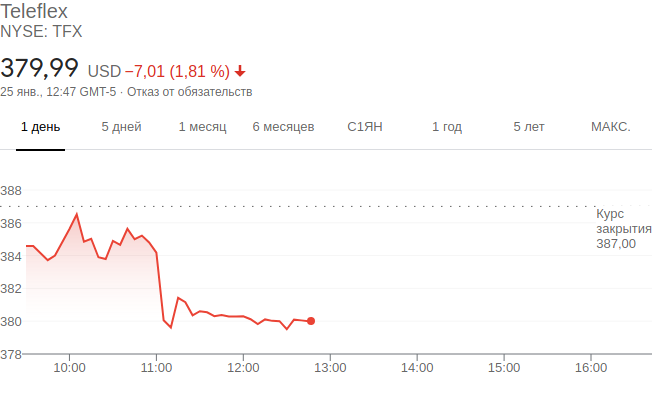 Teleflex
NYSE: TFX
379,99 USD −7,01 (1,81 %)
25 янв., 12:47 GMT-5 · Отказ от обязательств
1 день 5 дней 1 месяц 6 месяцев С1ЯН 1 год 5 лет МАКС.
388
Курс
386
закрытия
387,00
384
382
380
378
10:00 11:00 12:00 13:00 14:00 15:00 16:00